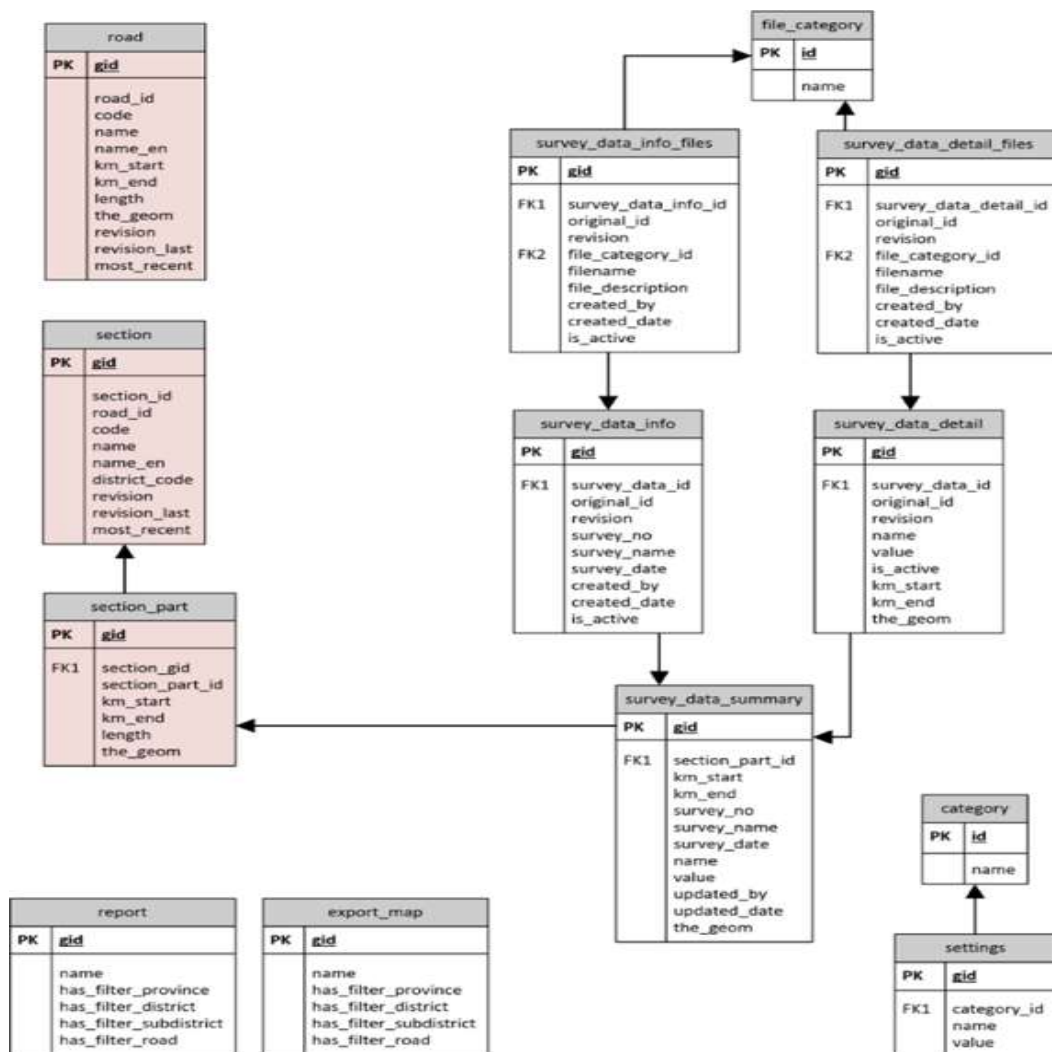 road
PK gid
road_id
code
name
name_en
km_start
km_end
length
the_geom
revision
revision_last
most_recent
section
PK gid
section_id
road_id
code
name
name_en
district_code
revision
revision_last
most_recent
section_part
PK gid
FK1 section_gid
section_part_id
km_start
km_end
length
the_geom
file_category
PK id
name
survey_data_info_files
PK gid
FK1 survey_data_info_id
original_id
revision
FK2 file_category_id
filename
file_description
created_by
created_date
is_active
survey_data_detail_files
PK gid
FK1 survey_data_detail_id
original_id
revision
FK2 file_category_id
filename
file_description
created_by
created_date
is_active
survey_data_info
PK gid
FK1 survey_data_id
original_id
revision
survey_no
survey_name
survey_date
created_by
created_date
is_active
survey_data_detail
PK gid
FK1 survey_data_id
original_id
revision
name
value
is_active
km_start
km_end
the_geom
survey_data_summary
PK gid
FK1 section_part_id
km_start
km_end
survey_no
survey_name
survey_date
name
value
updated_by
updated_date
the_geom
category
PK id
name
report
PK gid
name
has_filter_province
has_filter_district
has_filter_subdistrict
has_filter_road
export_map
PK gid
name
has_filter_province
has_filter_district
has_filter_subdistrict
has_filter_road
settings
PK gid
FK1 category_id
name
value